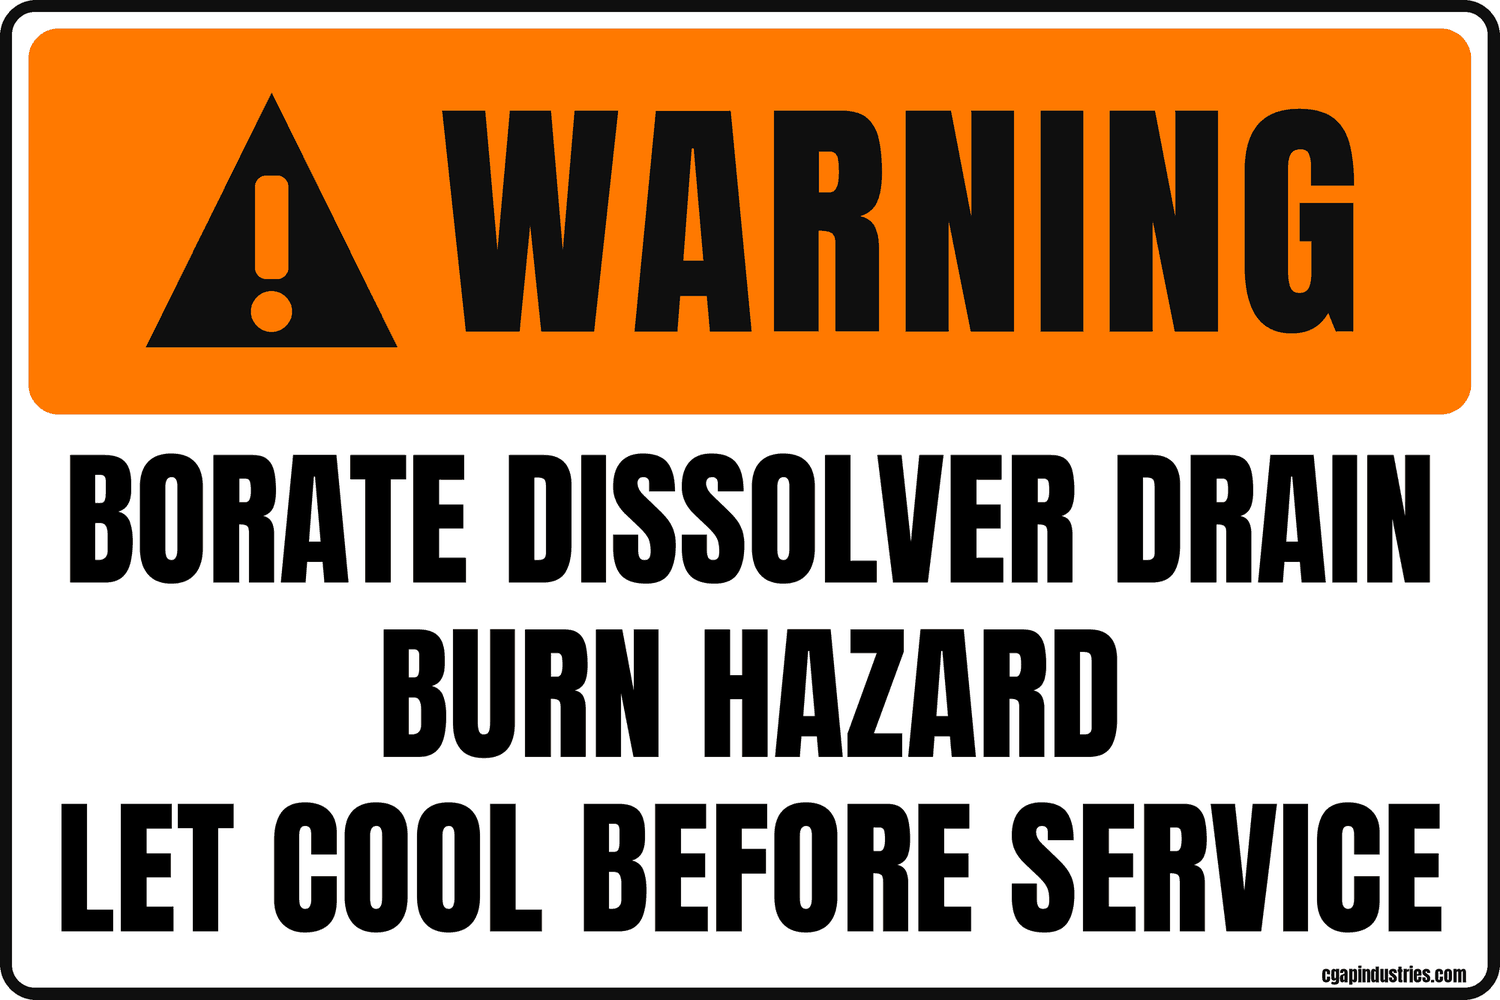 WARNING
BORATE DISSOLVER DRAIN
BURN HAZARD
LET COOL BEFORE SERVICE
cgapindustries.com